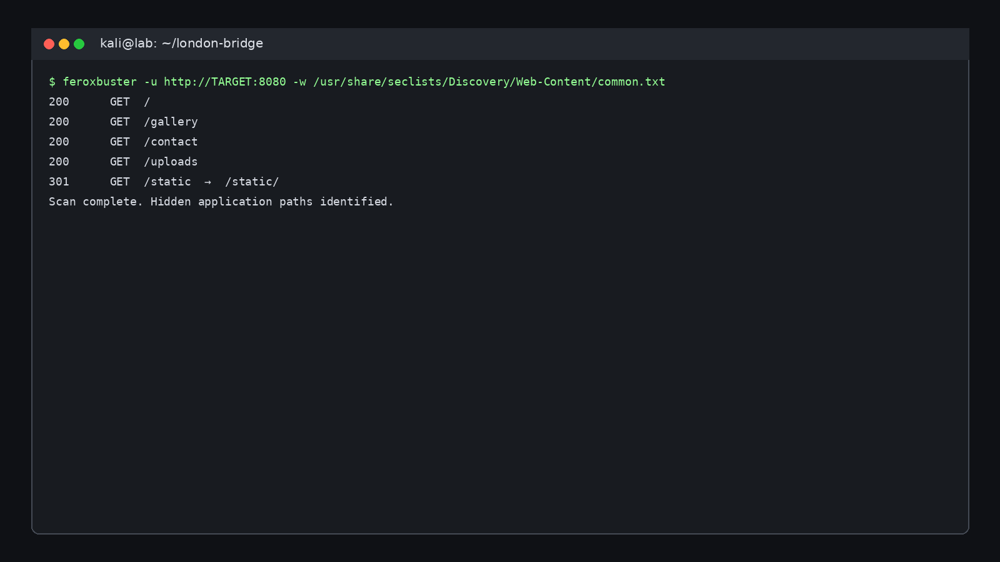 kali@lab: ~/london-bridge
$ feroxbuster -u http://TARGET:8080 -w /usr/share/seclists/Discovery/Web-Content/common.txt
200      GET  /
200      GET  /gallery
200      GET  /contact
200      GET  /uploads
301      GET  /static  →  /static/
Scan complete. Hidden application paths identified.